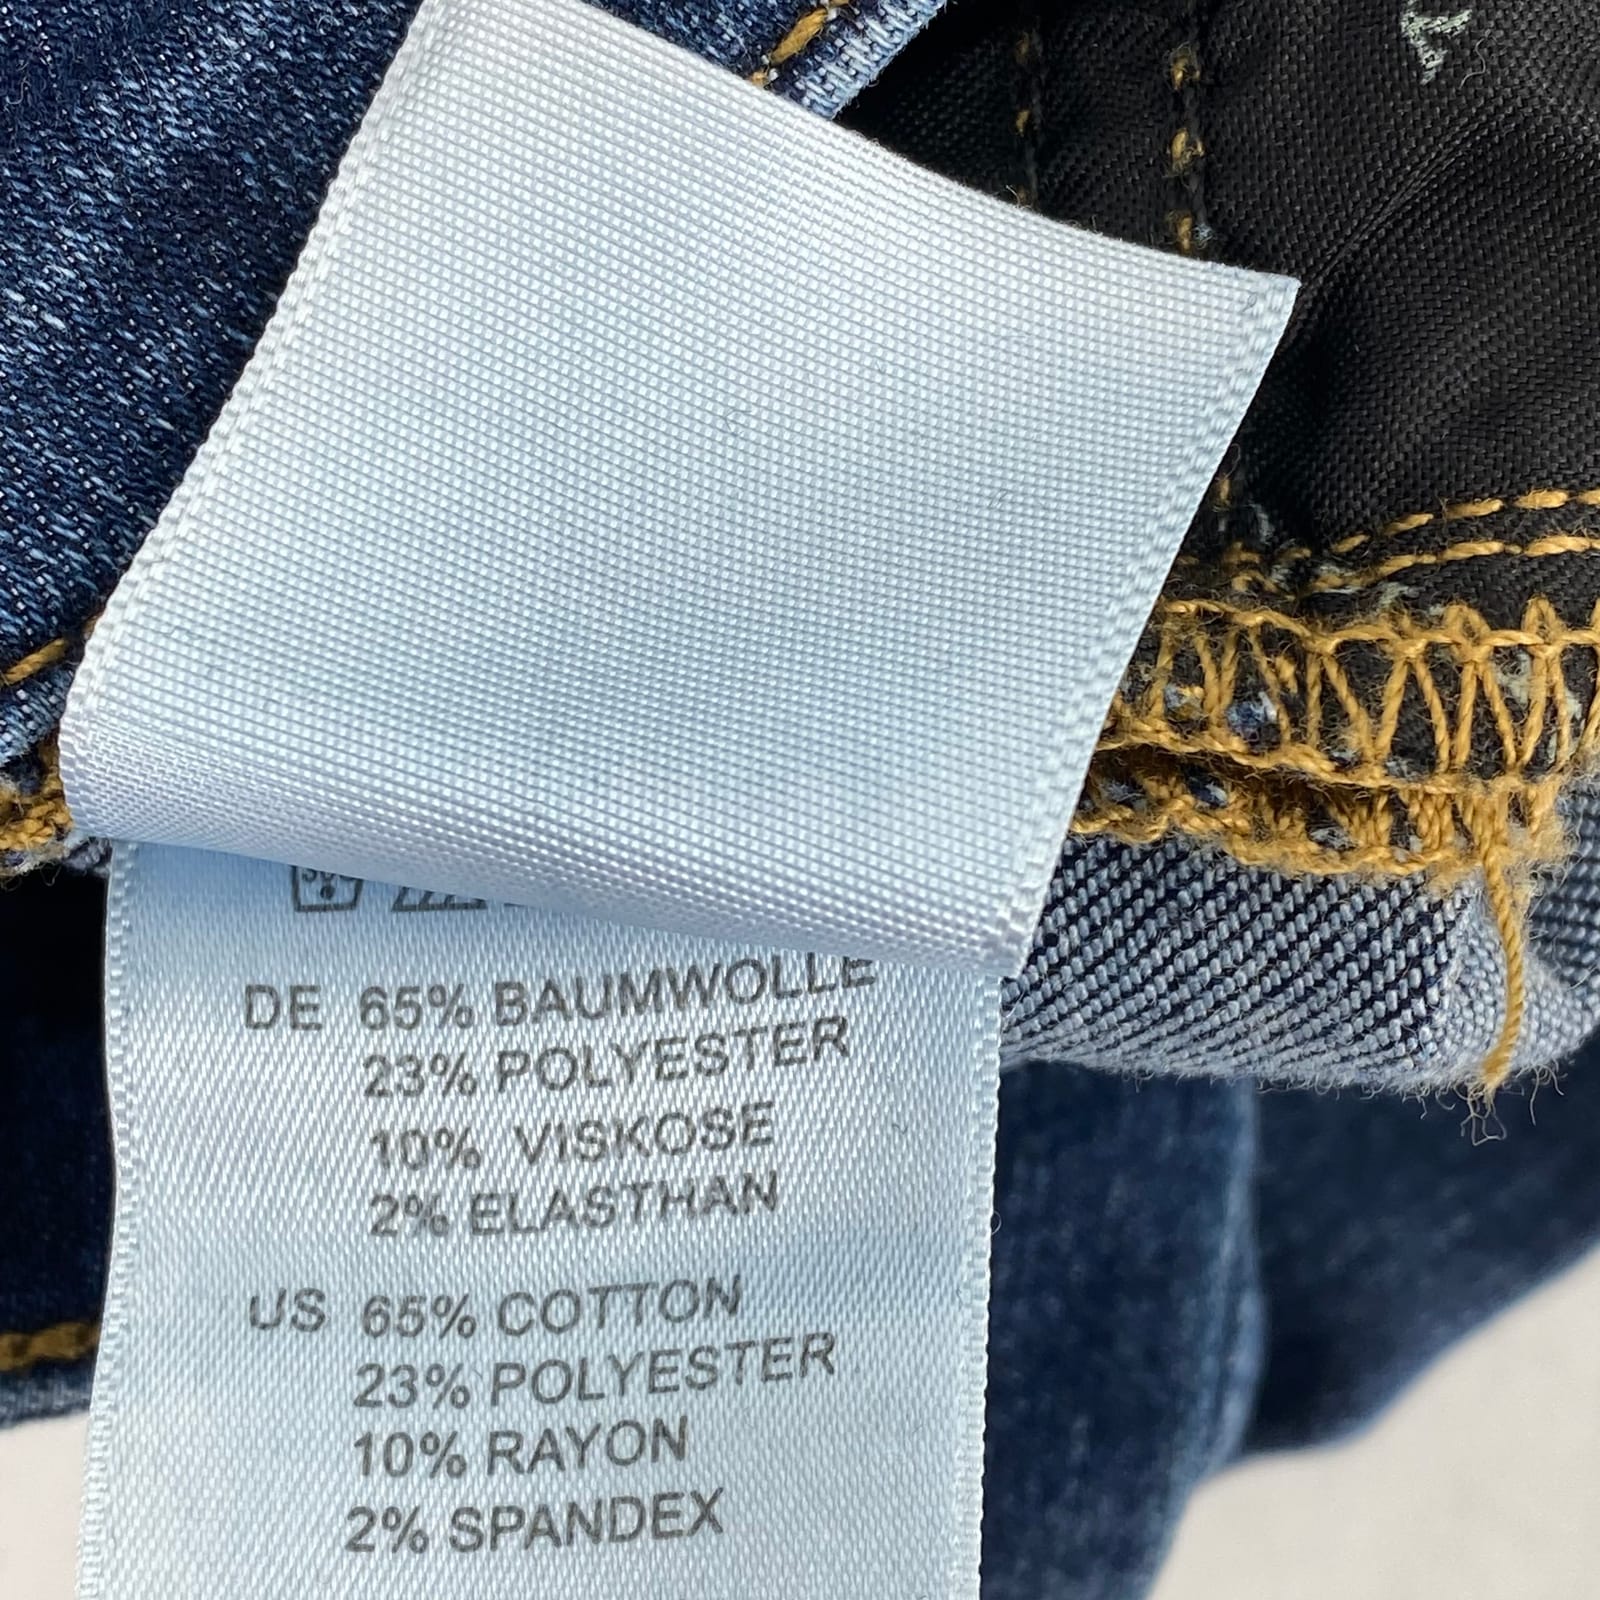 DE 65% BAUMWOLLE
23% POLYESTER
10% VISKOSE
2% ELASTHAN
US 65% COTTON
23% POLYESTER
10% RAYON
2% SPANDEX